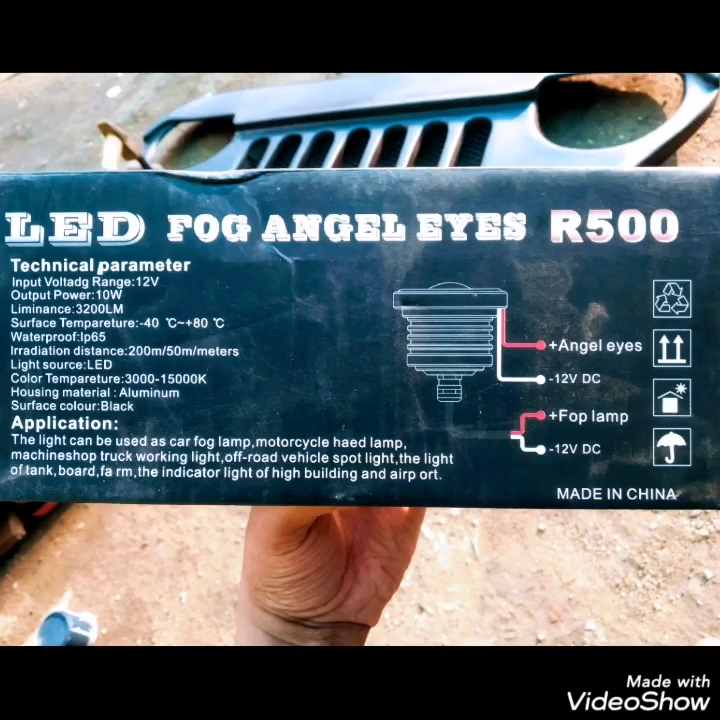 LED FOG ANGEL EYES R500
Technical parameter
Input Voltadg Range:12V
Output Power:10W
Liminance:3200LM
Surface Tempareture:-40 ℃~+80 ℃
Waterproof:Ip65
Irradiation distance:200m/50m/meters
Light source:LED
Color Tempareture:3000-15000K
Housing material : Aluminum
Surface colour:Black
Application:
The light can be used as car fog lamp,motorcycle haed lamp,
machineshop truck working light,off-road vehicle spot light,the light
of tank,board,fa rm,the indicator light of high building and airp ort.
+Angel eyes
-12V DC
+Fop lamp
-12V DC
MADE IN CHINA
Made with
VideoShow